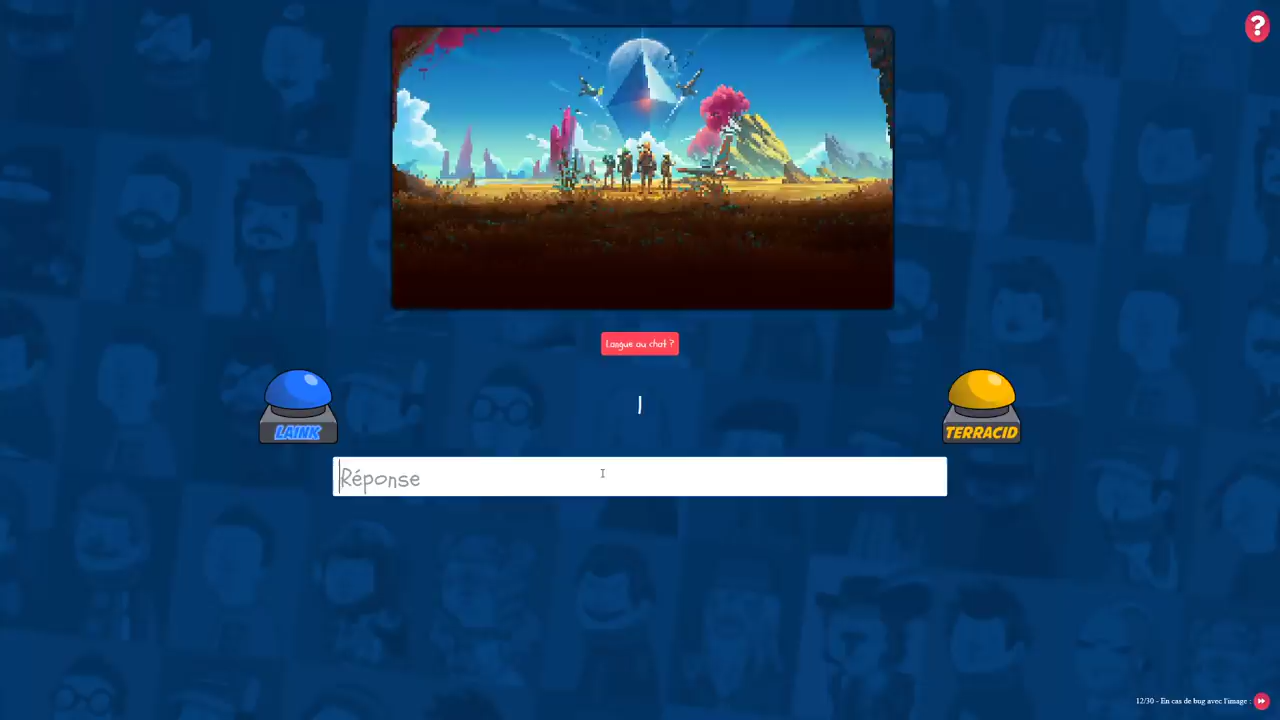 ?
Langue au chat ?
LAINK
TERRACID
Réponse
12/30 - En cas de bug avec l'image :